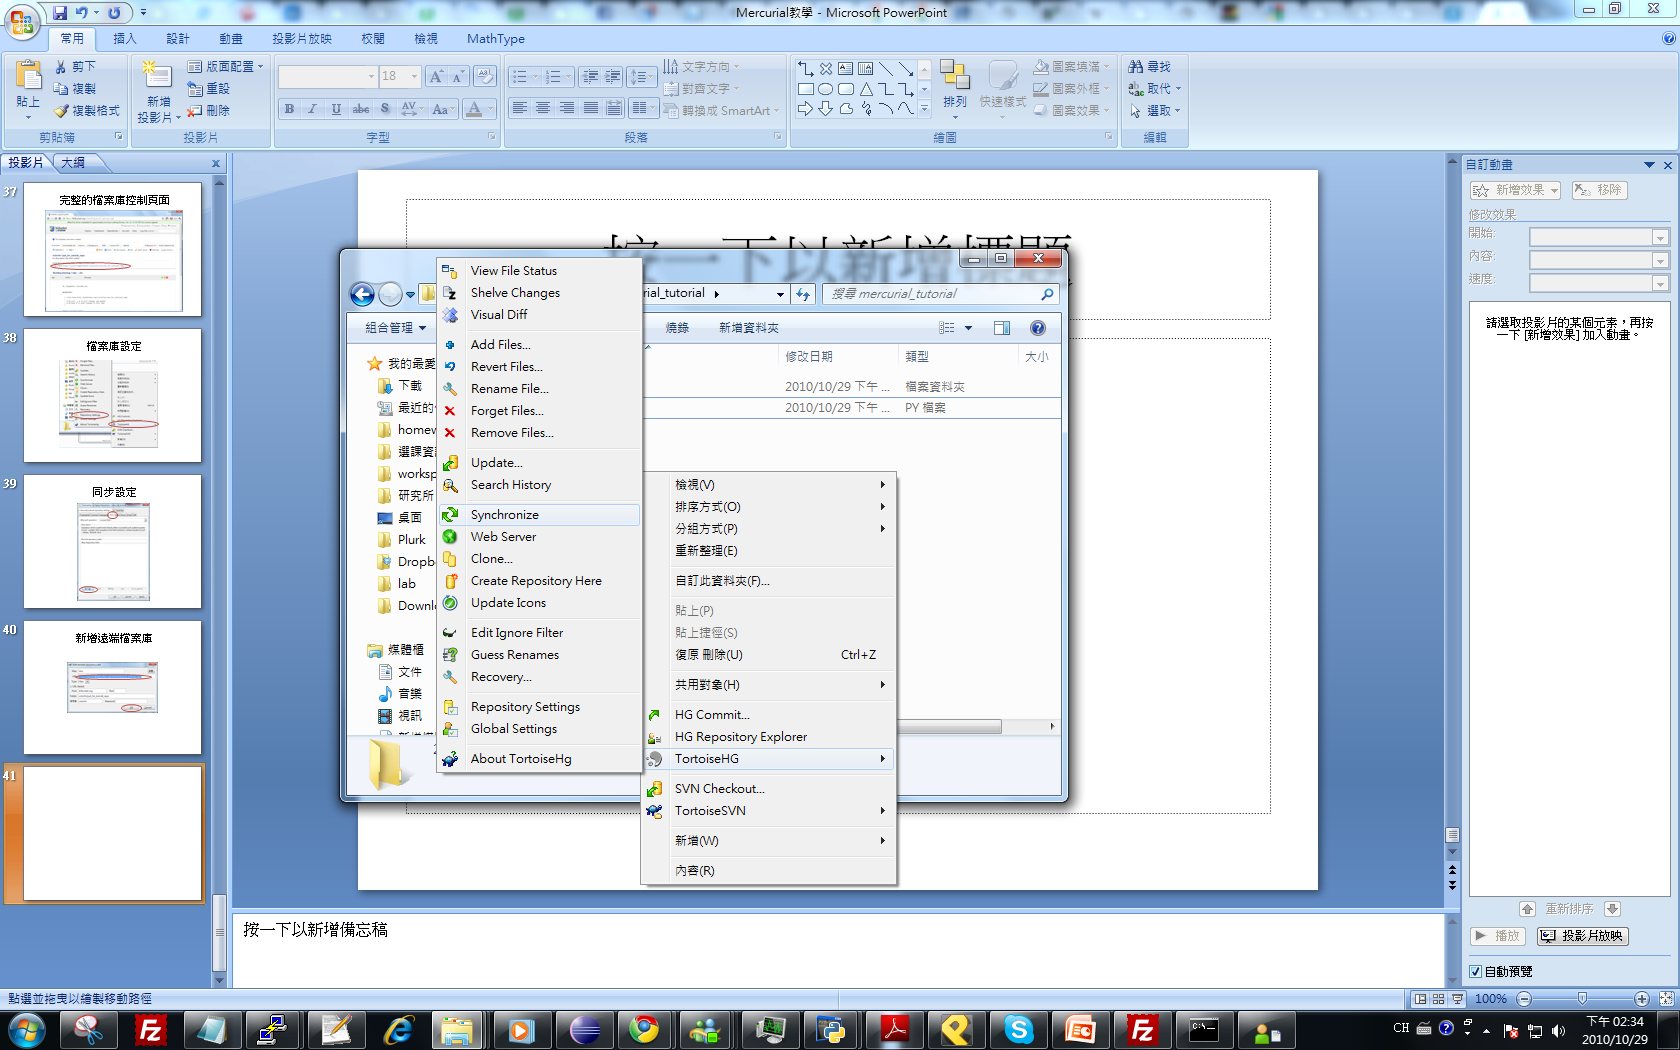 Mercurial教學 - Microsoft PowerPoint
常用 插入 設計 動畫 投影片放映 校閱 檢視 MathType
貼上
剪下
複製
複製格式
剪貼簿
新增
投影片
版面配置
重設
刪除
投影片
18
字型
文字方向
對齊文字
轉換成 SmartArt
段落
排列
快速樣式
圖案填滿
圖案外框
圖案效果
繪圖
尋找
取代
選取
編輯
投影片 大綱
37
完整的檔案庫控制頁面
38
檔案庫設定
39
同步設定
40
新增遠端檔案庫
41
按一下以新增標題
rial_tutorial
搜尋 mercurial_tutorial
組合管理
燒錄
新增資料夾
修改日期 類型 大小
2010/10/29 下午 ... 檔案資料夾
2010/10/29 下午 ... PY 檔案
我的最愛
下載
最近的
homew
選課資
worksp
研究所
桌面
Plurk
Dropb
lab
Downl
媒體櫃
文件
音樂
視訊
View File Status
Shelve Changes
Visual Diff
Add Files...
Revert Files...
Rename File...
Forget Files...
Remove Files...
Update...
Search History
Synchronize
Web Server
Clone...
Create Repository Here
Update Icons
Edit Ignore Filter
Guess Renames
Recovery...
Repository Settings
Global Settings
About TortoiseHg
檢視(V)
排序方式(O)
分組方式(P)
重新整理(E)
自訂此資料夾(F)...
貼上(P)
貼上捷徑(S)
復原 刪除(U) Ctrl+Z
共用對象(H)
HG Commit...
HG Repository Explorer
TortoiseHG
SVN Checkout...
TortoiseSVN
新增(W)
內容(R)
按一下以新增備忘稿
自訂動畫
新增效果 移除
修改效果
開始:
內容:
速度:
請選取投影片的某個元素，再按
一下 [新增效果] 加入動畫。
重新排序
播放 投影片放映
自動預覽
點選並拖曳以繪製移動路徑
100%
CH
下午 02:34
2010/10/29